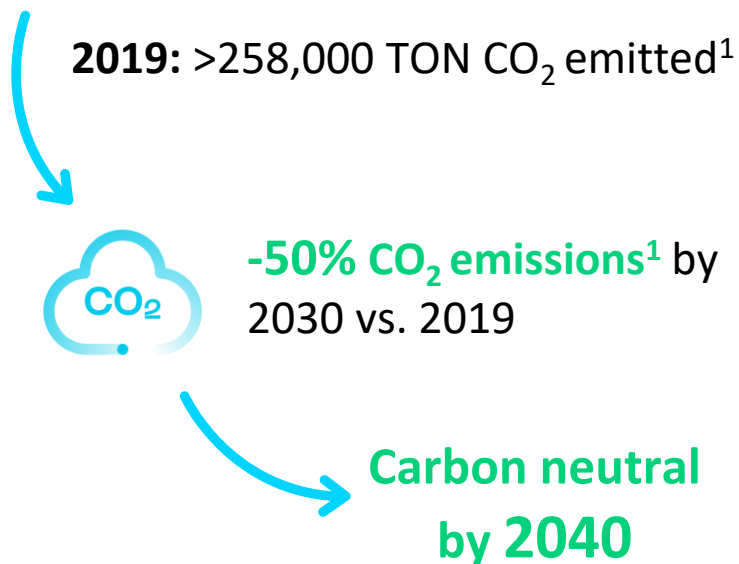 2019: >258,000 TON CO₂ emitted¹
CO₂
-50% CO₂ emissions¹ by
2030 vs. 2019
Carbon neutral
by 2040